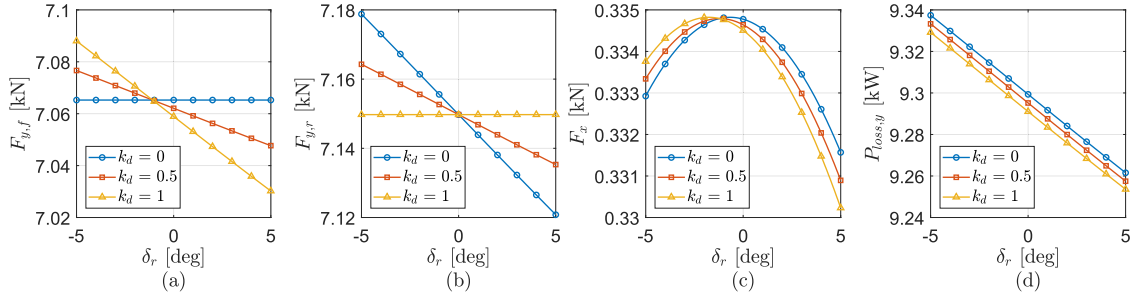 7.1
7.08
7.06
7.04
7.02
F_{y,f} [kN]
k_d = 0
k_d = 0.5
k_d = 1
-5 0 5
δ_r [deg]
(a)
7.18
7.16
7.14
7.12
F_{y,r} [kN]
k_d = 0
k_d = 0.5
k_d = 1
-5 0 5
δ_r [deg]
(b)
0.335
0.334
0.333
0.332
0.331
0.33
F_x [kN]
k_d = 0
k_d = 0.5
k_d = 1
-5 0 5
δ_r [deg]
(c)
9.34
9.32
9.3
9.28
9.26
9.24
P_{loss,y} [kW]
k_d = 0
k_d = 0.5
k_d = 1
-5 0 5
δ_r [deg]
(d)